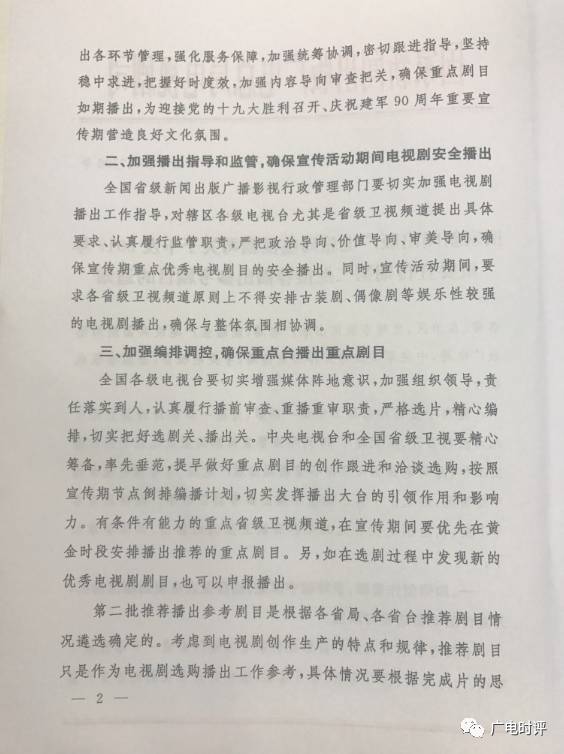 出各环节管理，强化服务保障，加强统筹协调，密切跟进指导，坚持
稳中求进，把握好时度效，加强内容导向审查把关，确保重点剧目
如期播出，为迎接党的十九大胜利召开、庆祝建军 90 周年重要宣
传期营造良好文化氛围。
二、加强播出指导和监管，确保宣传活动期间电视剧安全播出
全国省级新闻出版广播影视行政管理部门要切实加强电视剧
播出工作指导，对辖区各级电视台尤其是省级卫视频道提出具体
要求、认真履行监管职责，严把政治导向、价值导向、审美导向，确
保宣传期重点优秀电视剧目的安全播出。同时，宣传活动期间，要
求各省级卫视频道原则上不得安排古装剧、偶像剧等娱乐性较强
的电视剧播出，确保与整体氛围相协调。
三、加强编排调控，确保重点台播出重点剧目
全国各级电视台要切实增强媒体阵地意识，加强组织领导，责
任落实到人，认真履行播前审查、重播重审职责，严格选片，精心编
排，切实把好选剧关、播出关。中央电视台和全国省级卫视要精心
筹备，率先垂范，提早做好重点剧目的创作跟进和洽谈选购，按照
宣传期节点倒排编播计划，切实发挥播出大台的引领作用和影响
力。有条件有能力的重点省级卫视频道，在宣传期间要优先在黄
金时段安排播出推荐的重点剧目。另，如在选剧过程中发现新的
优秀电视剧剧目，也可以申报播出。
第二批推荐播出参考剧目是根据各省局、各省台推荐剧目情
况遴选确定的。考虑到电视剧创作生产的特点和规律，推荐剧目
只是作为电视剧选购播出工作参考，具体情况要根据完成片的思
— 2 —
广电时评